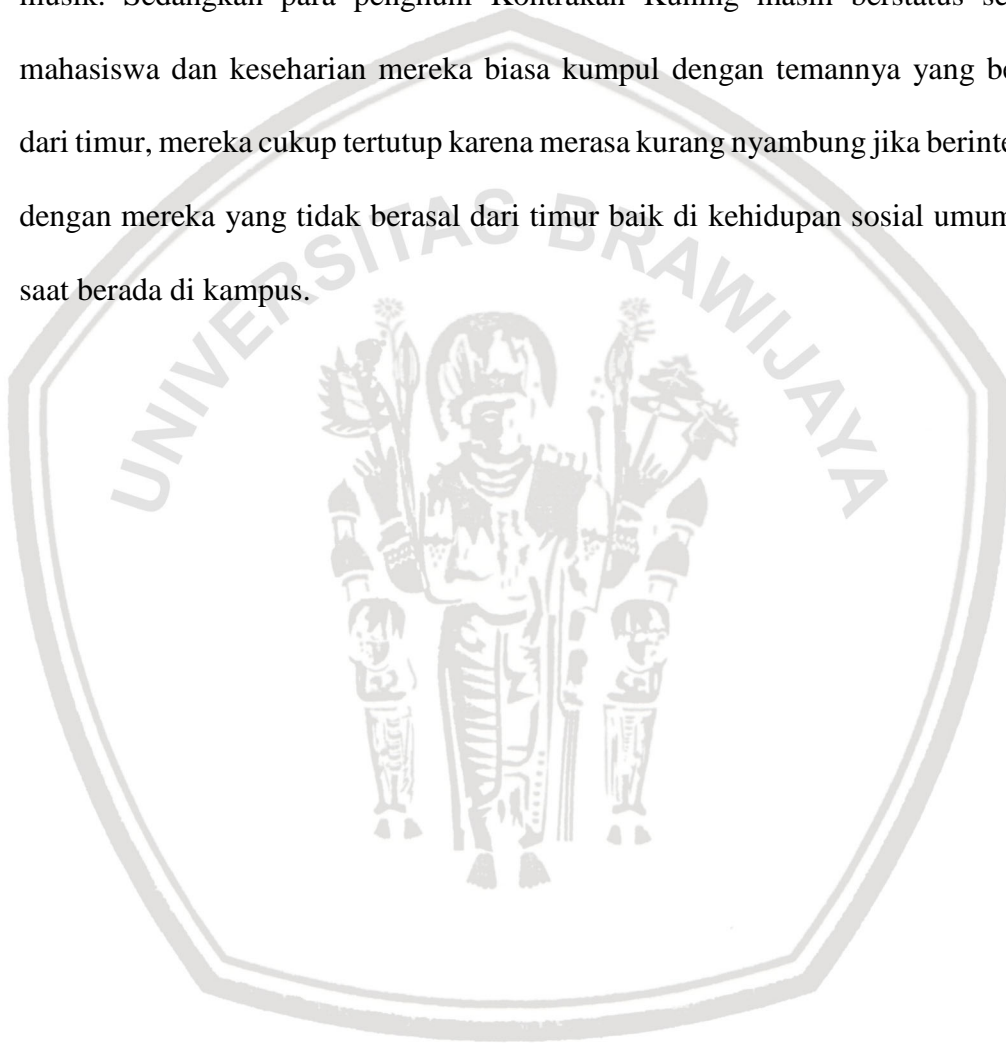 musik. Sedangkan para penghuni Kontrakan Kuning masih berstatus se
mahasiswa dan keseharian mereka biasa kumpul dengan temannya yang be
dari timur, mereka cukup tertutup karena merasa kurang nyambung jika berinte
dengan mereka yang tidak berasal dari timur baik di kehidupan sosial umum
saat berada di kampus.
UNIVERSITAS BRAWIJAYA